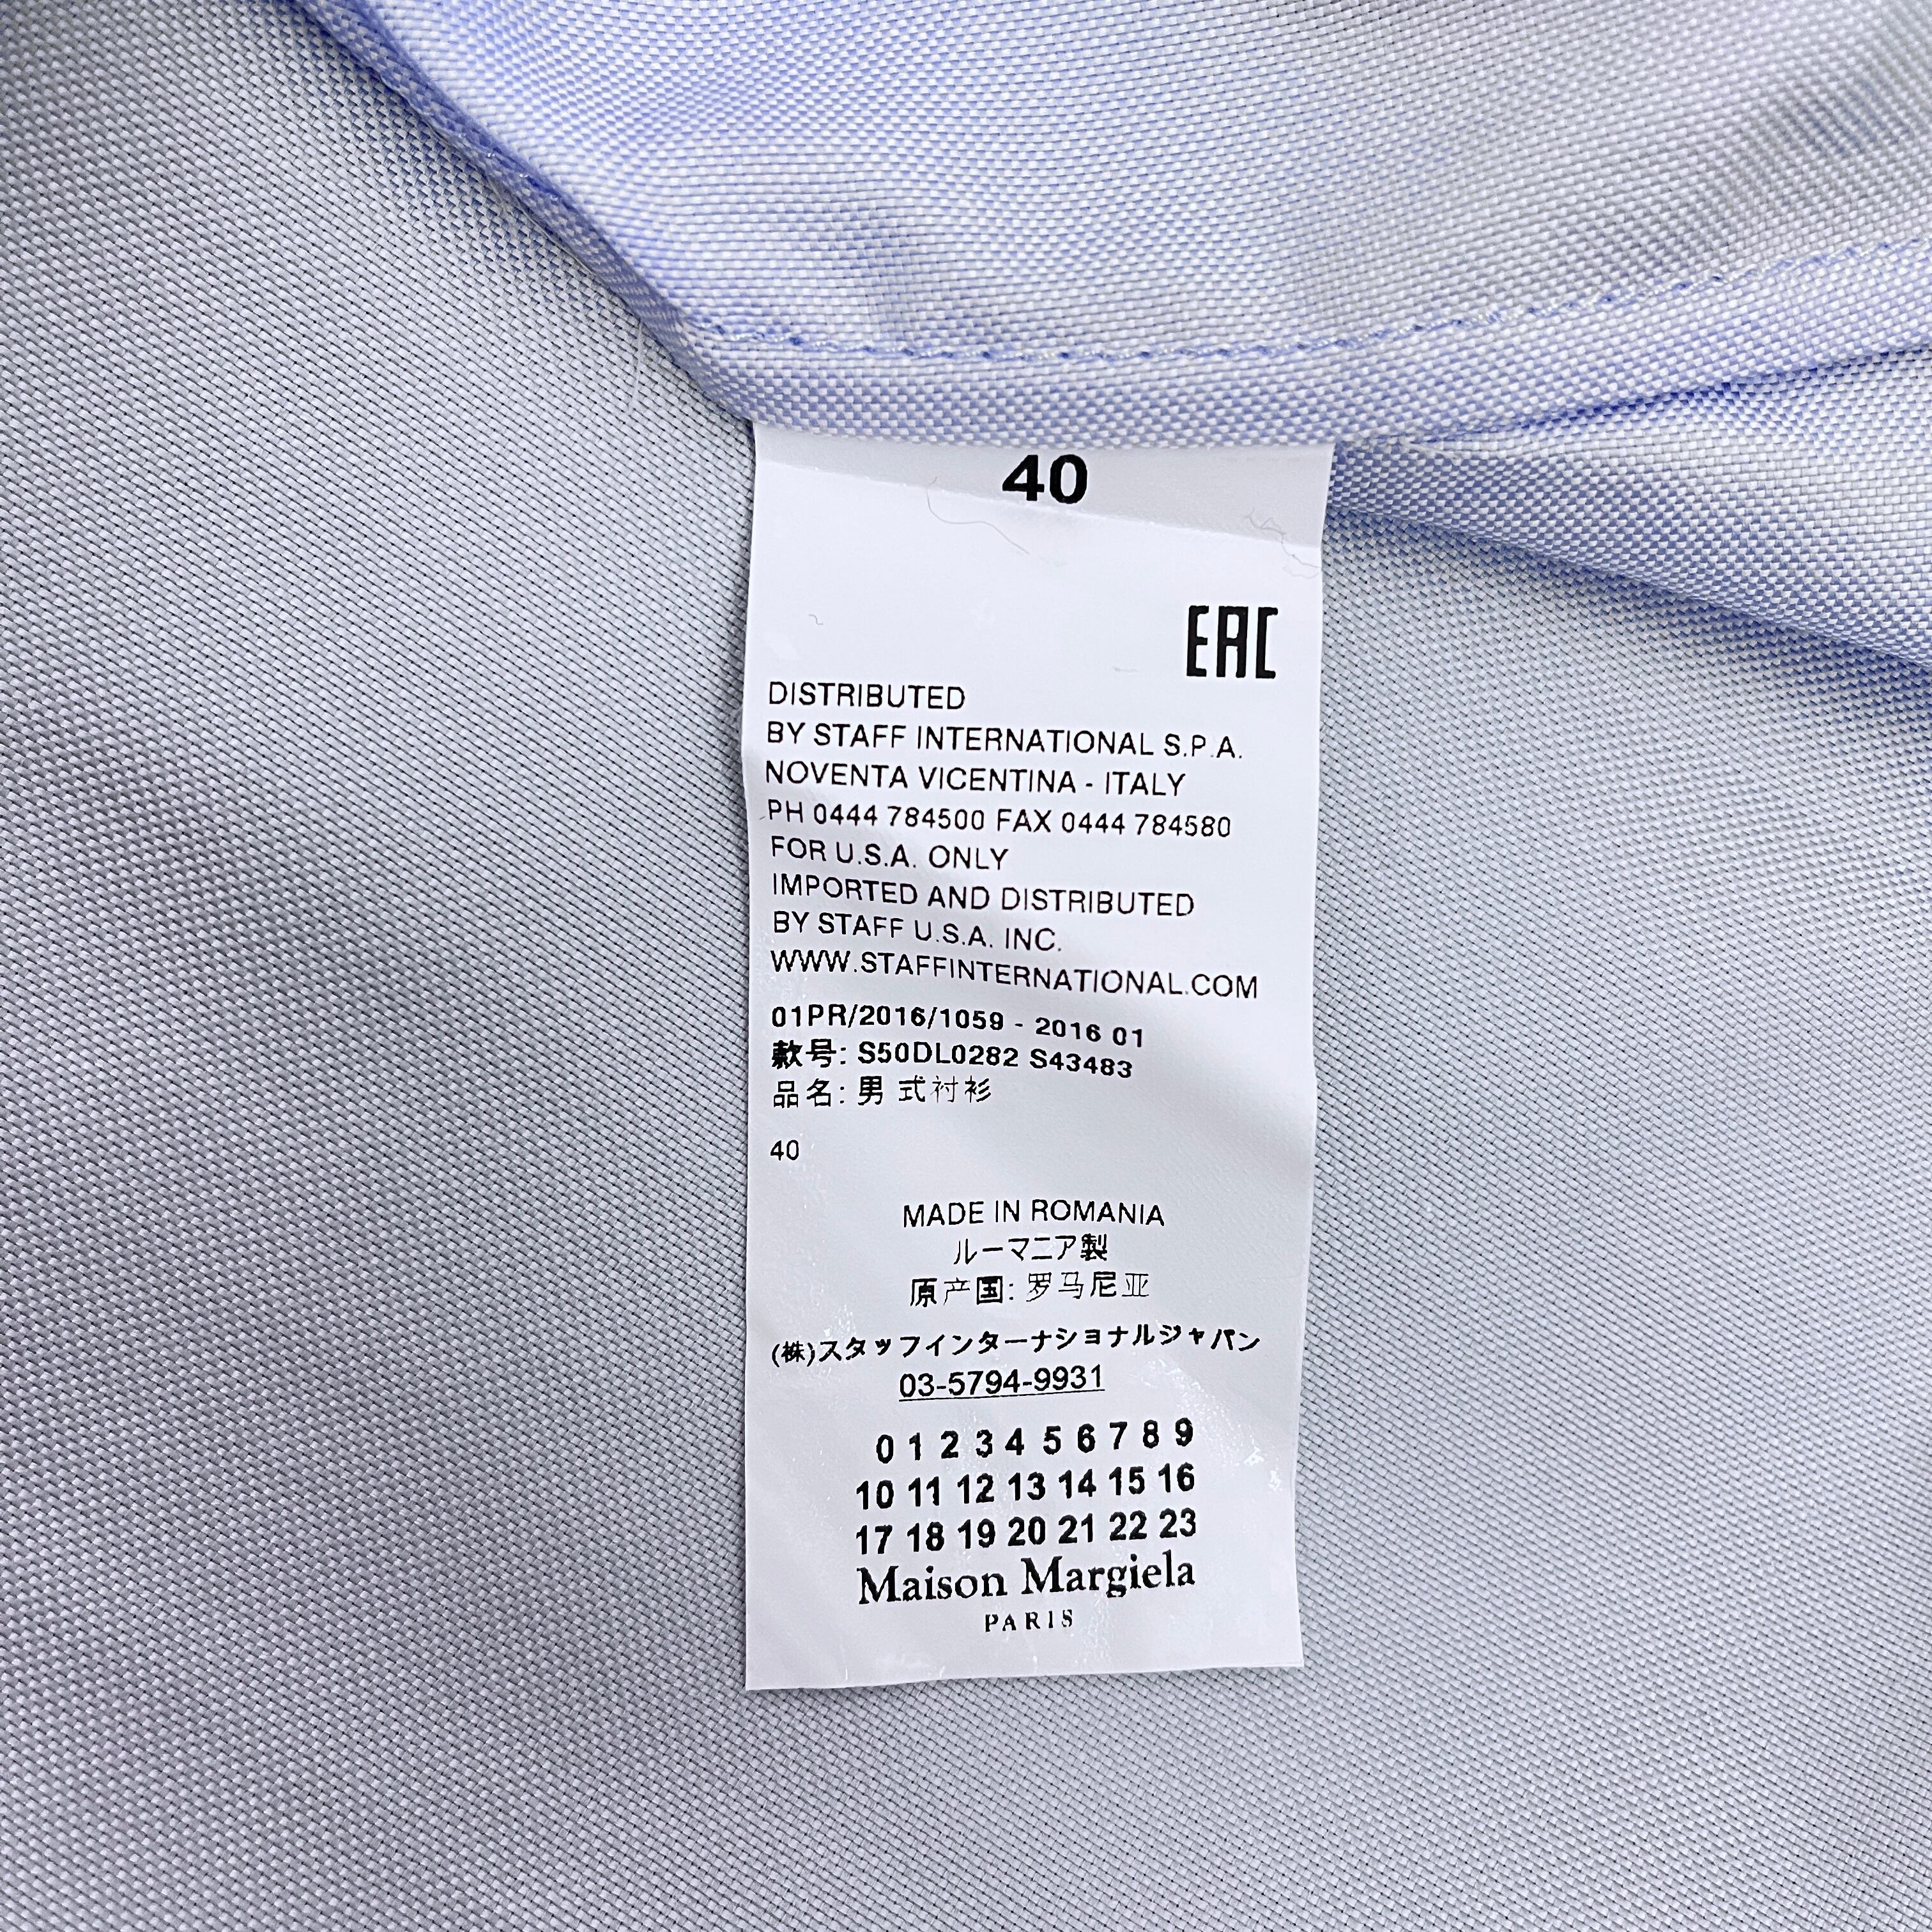 40
EAC
DISTRIBUTED
BY STAFF INTERNATIONAL S.P.A.
NOVENTA VICENTINA - ITALY
PH 0444 784500 FAX 0444 784580
FOR U.S.A. ONLY
IMPORTED AND DISTRIBUTED
BY STAFF U.S.A. INC.
WWW.STAFFINTERNATIONAL.COM
01PR/2016/1059 - 2016 01
款号: S50DL0282 S43483
品名: 男式衬衫
40
MADE IN ROMANIA
ルーマニア製
原产国: 罗马尼亚
(株)スタッフインターナショナルジャパン
03-5794-9931
0 1 2 3 4 5 6 7 8 9
10 11 12 13 14 15 16
17 18 19 20 21 22 23
Maison Margiela
PARIS